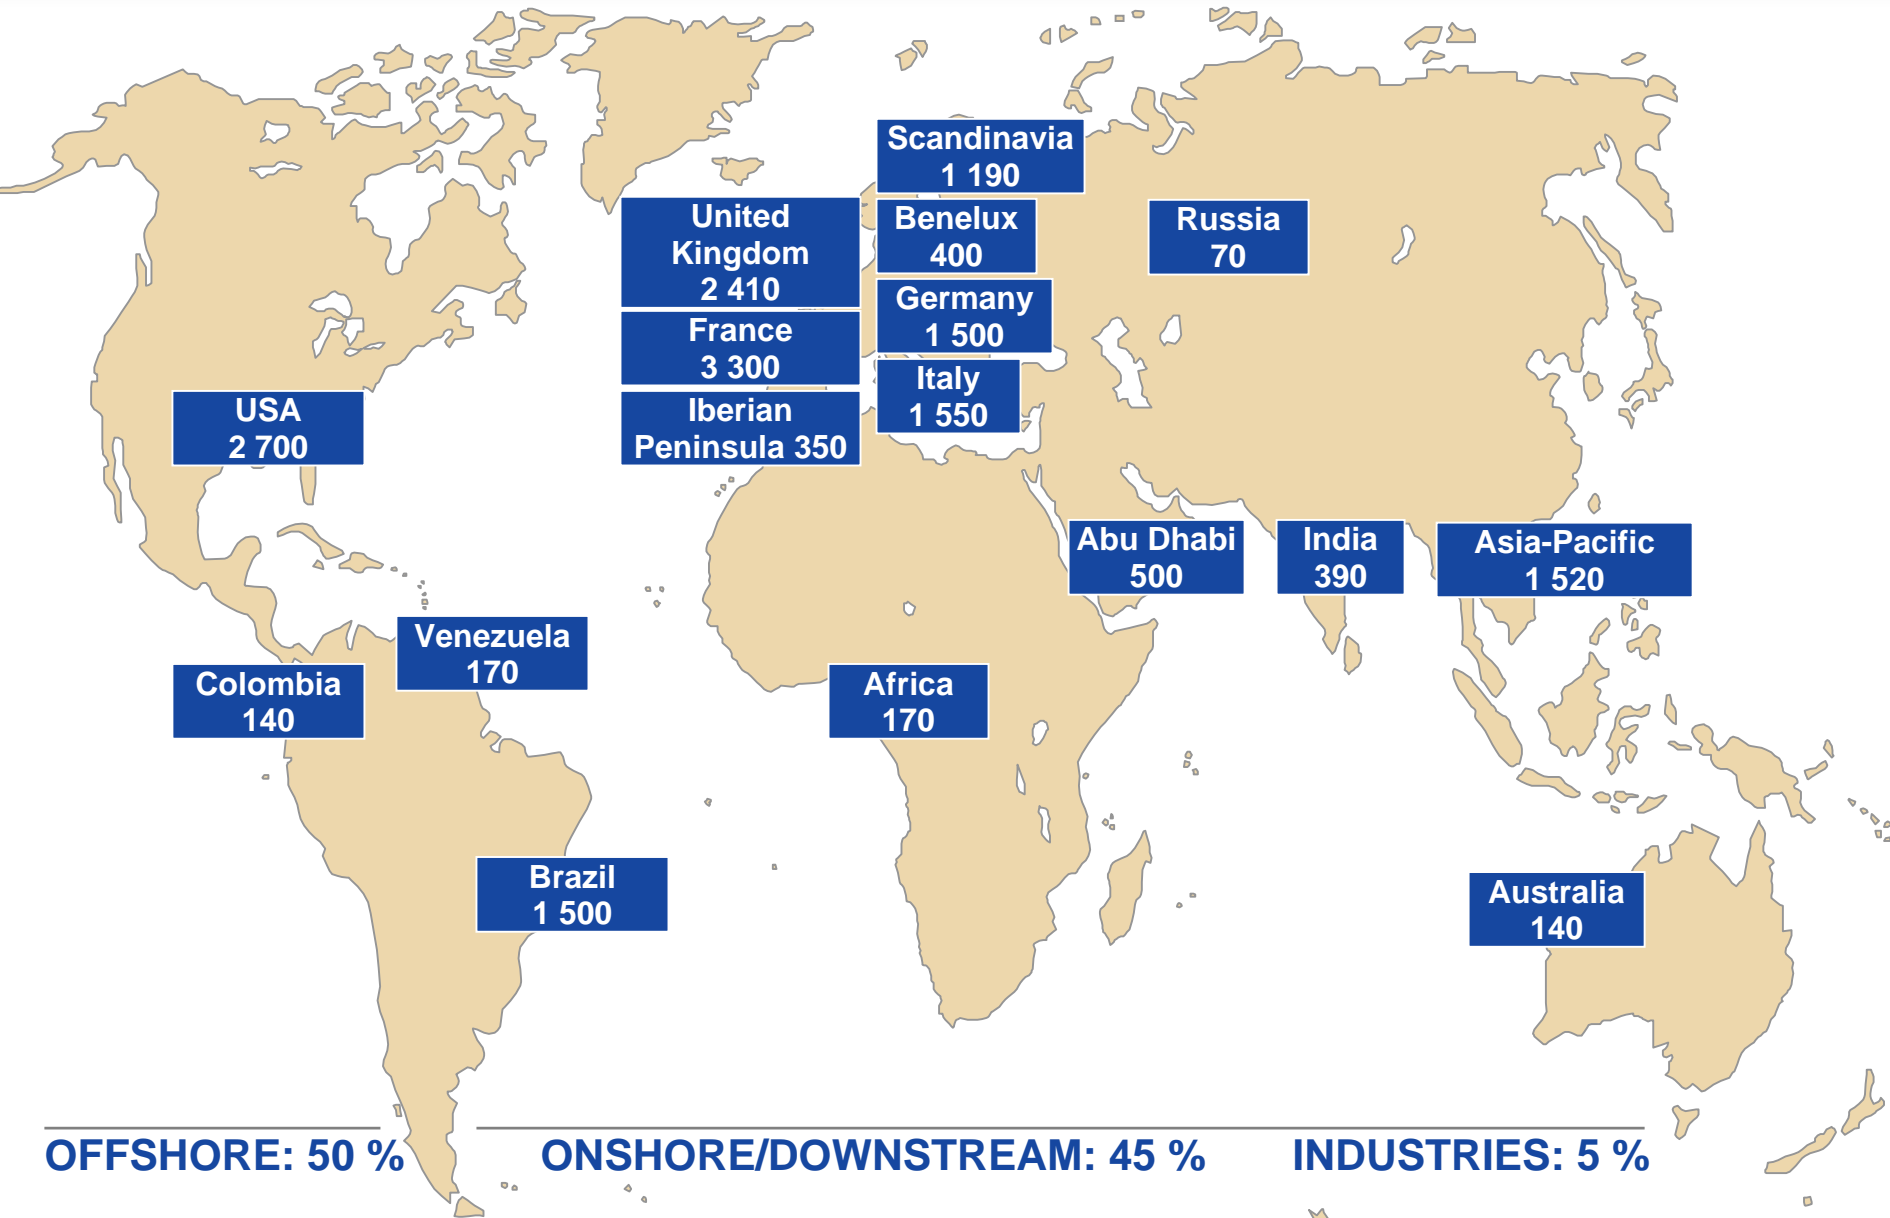 Scandinavia
1 190
United
Kingdom
2 410
Benelux
400
Russia
70
Germany
1 500
France
3 300
Italy
1 550
USA
2 700
Iberian
Peninsula 350
Abu Dhabi
500
India
390
Asia-Pacific
1 520
Venezuela
170
Colombia
140
Africa
170
Brazil
1 500
Australia
140
OFFSHORE: 50 %
ONSHORE/DOWNSTREAM: 45 %
INDUSTRIES: 5 %